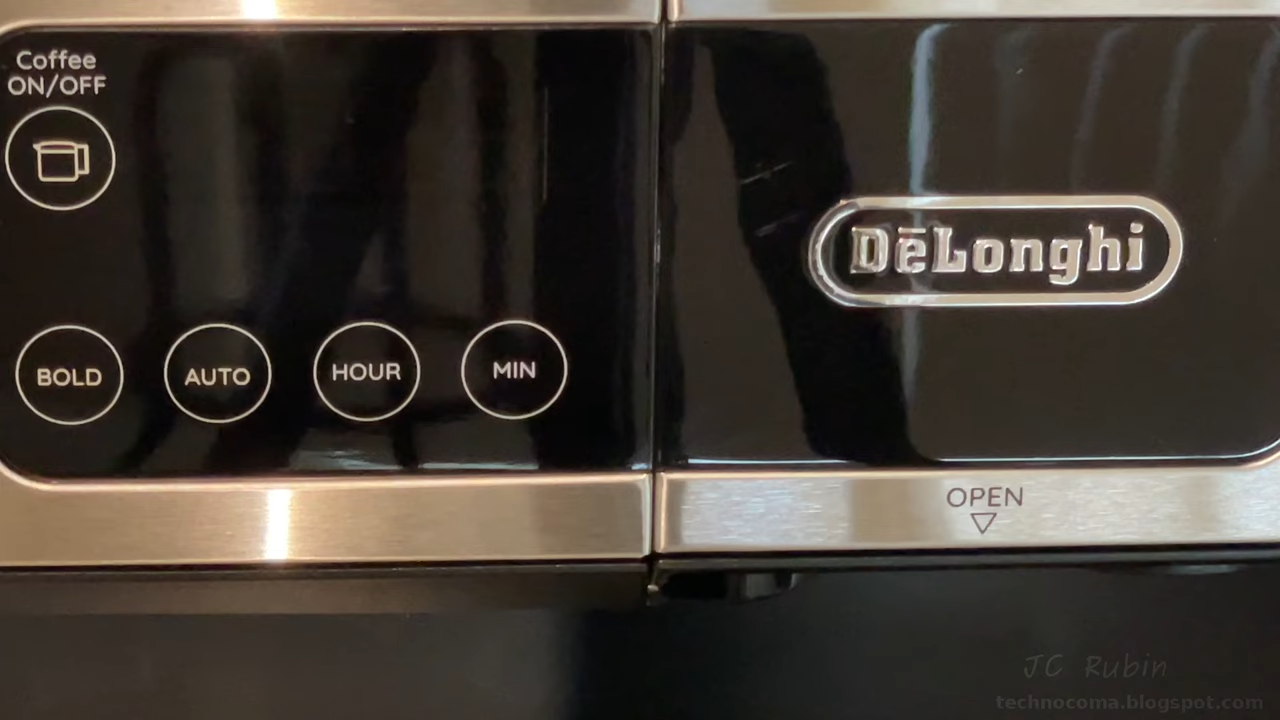 Coffee
ON/OFF
DēLonghi
BOLD AUTO HOUR MIN
OPEN
JC Rubin
technocoma.blogspot.com